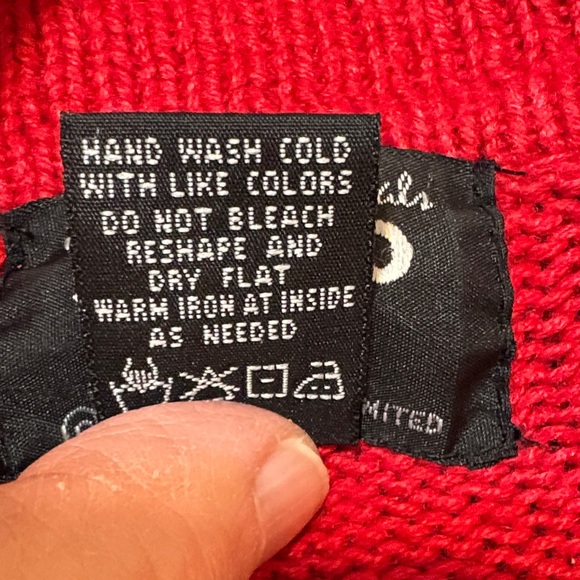 HAND WASH COLD
WITH LIKE COLORS
DO NOT BLEACH
RESHAPE AND
DRY FLAT
WARM IRON AT INSIDE
AS NEEDED